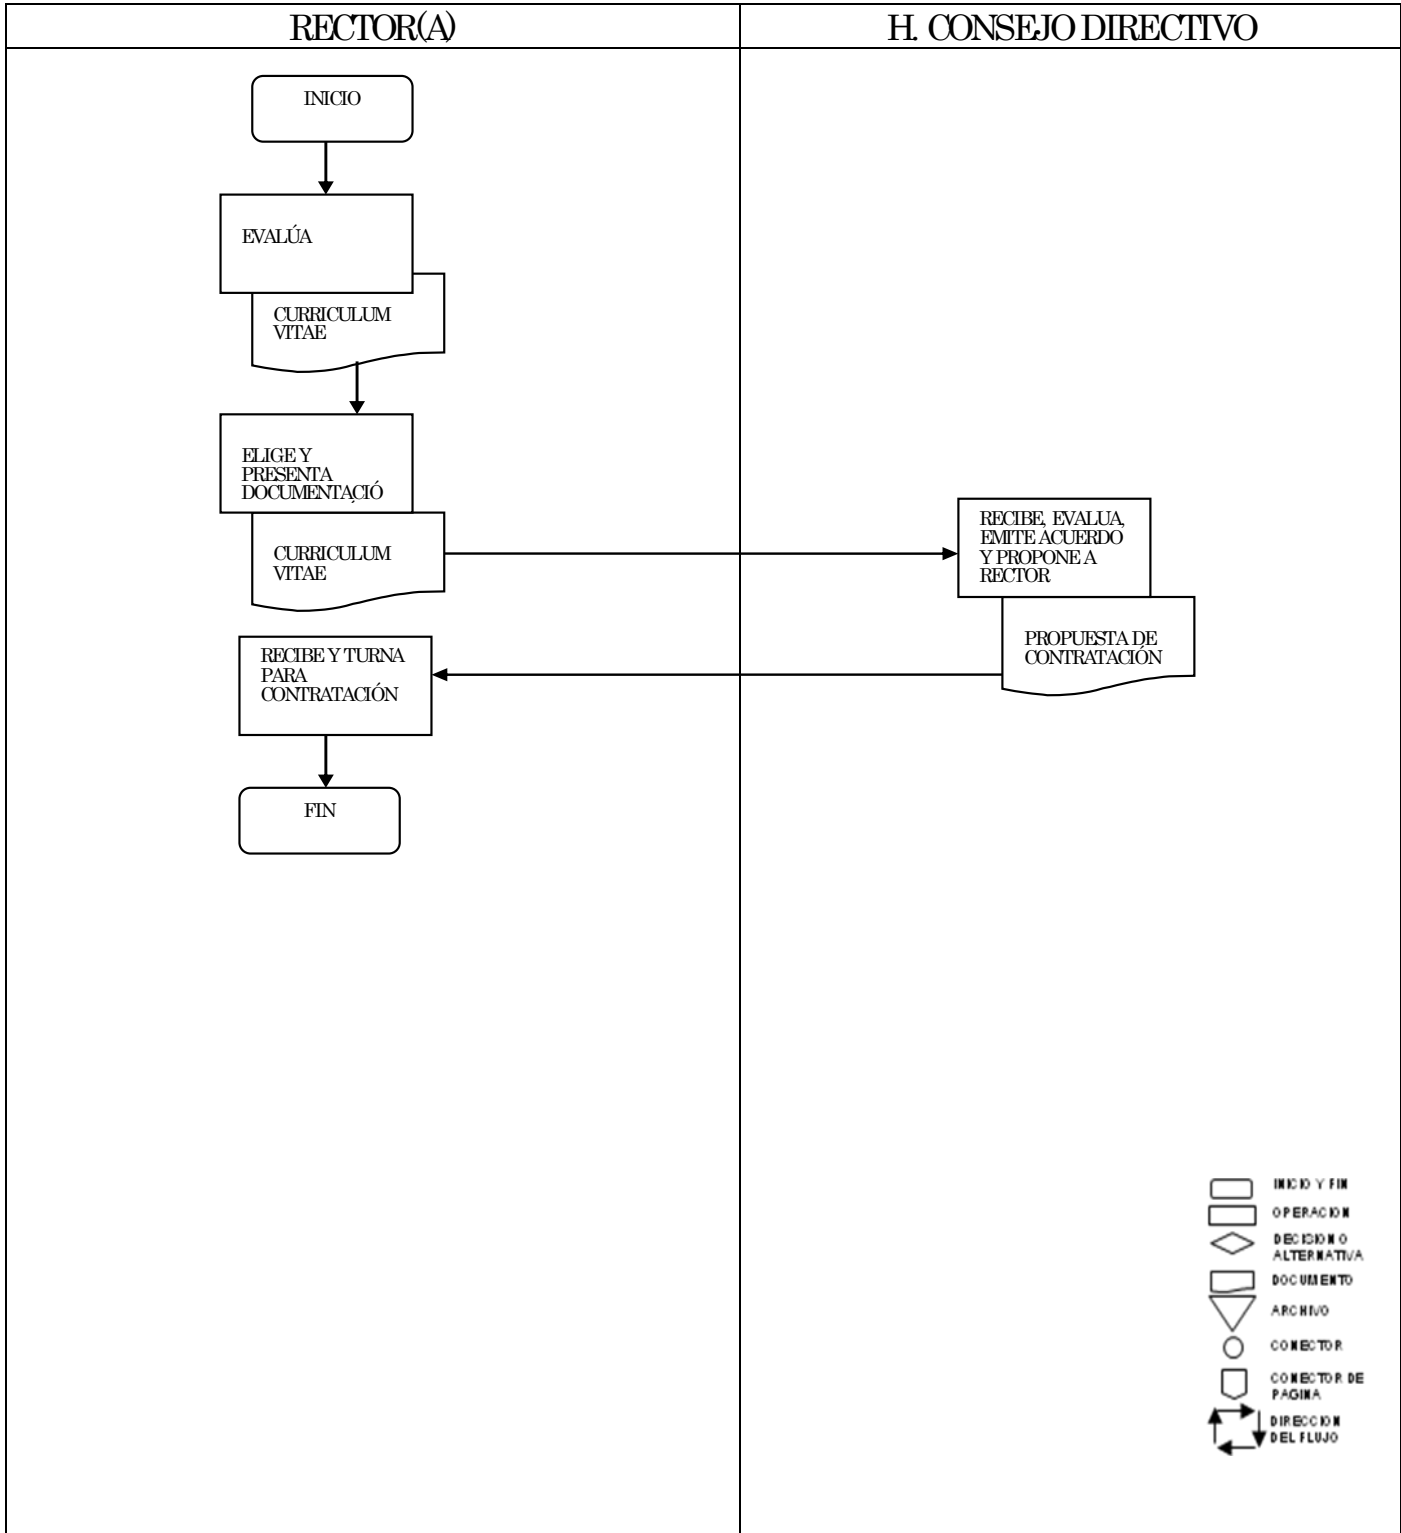 RECTOR(A)
H. CONSEJO DIRECTIVO
INICIO
EVALÚA
CURRICULUM
VITAE
ELIGE Y
PRESENTA
DOCUMENTACIÓ
CURRICULUM
VITAE
RECIBE, EVALUA,
EMITE ACUERDO
Y PROPONE A
RECTOR
PROPUESTA DE
CONTRATACIÓN
RECIBE Y TURNA
PARA
CONTRATACIÓN
FIN
INICIO Y FIN
OPERACION
DECISION O
ALTERNATIVA
DOCUMENTO
ARCHIVO
CONECTOR
CONECTOR DE
PAGINA
DIRECCION
DEL FLUJO